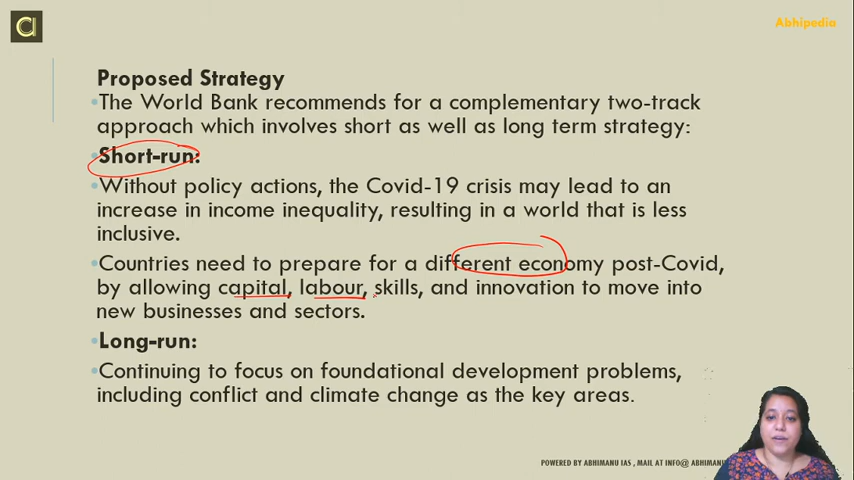 Abhipedia
Proposed Strategy
•The World Bank recommends for a complementary two-track
approach which involves short as well as long term strategy:
•Short-run:
•Without policy actions, the Covid-19 crisis may lead to an
increase in income inequality, resulting in a world that is less
inclusive.
•Countries need to prepare for a different economy post-Covid,
by allowing capital, labour, skills, and innovation to move into
new businesses and sectors.
•Long-run:
•Continuing to focus on foundational development problems,
including conflict and climate change as the key areas.
POWERED BY ABHIMANU IAS , MAIL AT INFO@ ABHIMANU